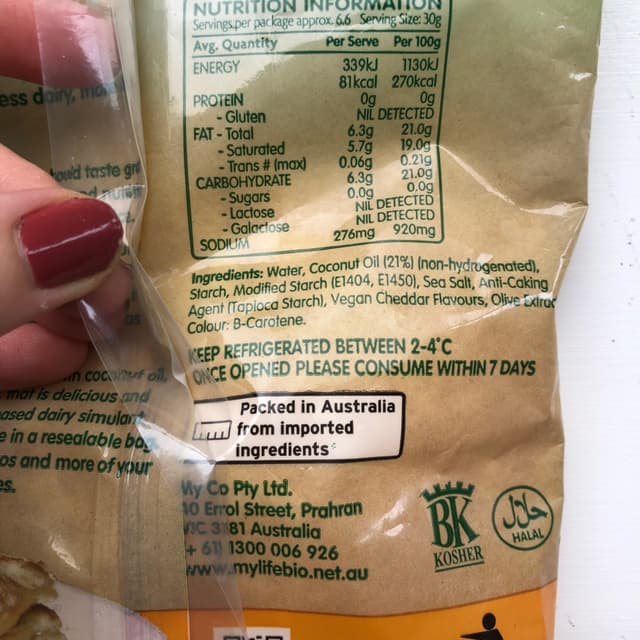 NUTRITION INFORMATION
Servings per package approx. 6.6 Serving Size: 30g
Avg. Quantity Per Serve Per 100g
ENERGY 339kJ 1130kJ
81kcal 270kcal
PROTEIN 0g 0g
- Gluten NIL DETECTED
FAT - Total 6.3g 21.0g
- Saturated 5.7g 19.0g
- Trans # (max) 0.06g 0.21g
CARBOHYDRATE 6.3g 21.0g
- Sugars 0.0g 0.0g
- Lactose NIL DETECTED
- Galactose NIL DETECTED
SODIUM 276mg 920mg
Ingredients: Water, Coconut Oil (21%) (non-hydrogenated),
Starch, Modified Starch (E1404, E1450), Sea Salt, Anti-Caking
Agent (Tapioca Starch), Vegan Cheddar Flavours, Olive Extrac
Colour: B-Carotene.
KEEP REFRIGERATED BETWEEN 2-4°C
ONCE OPENED PLEASE CONSUME WITHIN 7 DAYS
Packed in Australia
from imported
ingredients
My Co Pty Ltd.
Errol Street, Prahran
VIC 3181 Australia
+ 61 1300 006 926
www.mylifebio.net.au
BK
KOSHER
حلال
HALAL
ess dairy,
would taste
coconut oil,
that is delicious and
ased dairy simulant
e in a resealable bag
os and more of your
es.